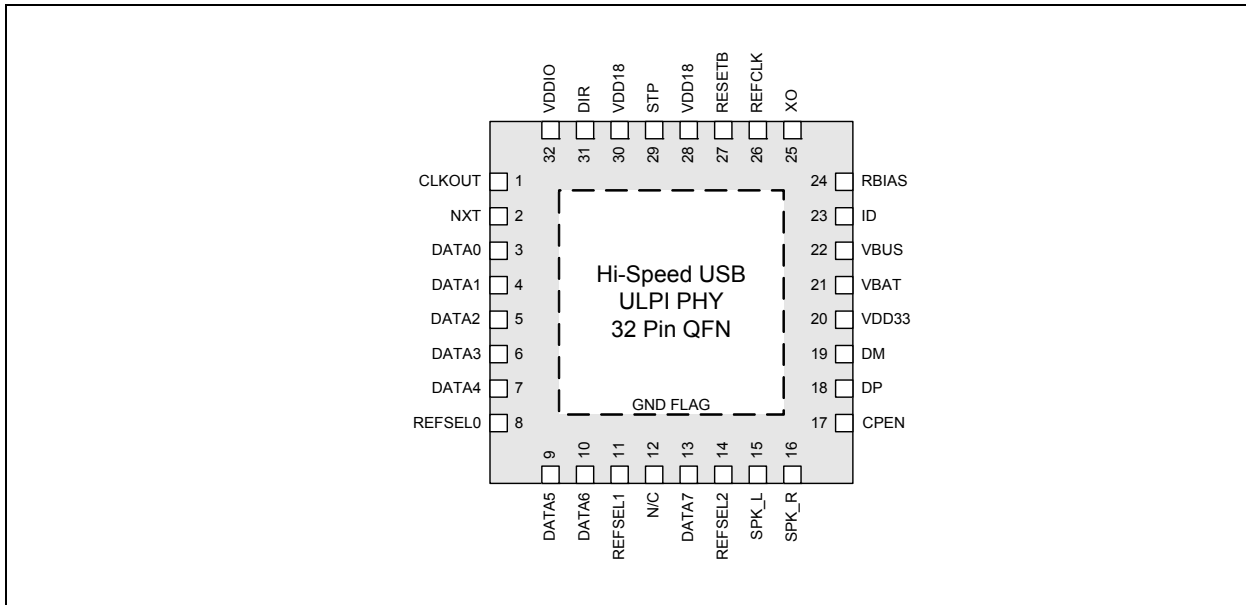 VDDIO
DIR
VDD18
STP
VDD18
RESETB
REFCLK
XO
32
31
30
29
28
27
26
25
CLKOUT 1
NXT 2
DATA0 3
DATA1 4
DATA2 5
DATA3 6
DATA4 7
REFSEL0 8
Hi-Speed USB
ULPI PHY
32 Pin QFN
GND FLAG
24 RBIAS
23 ID
22 VBUS
21 VBAT
20 VDD33
19 DM
18 DP
17 CPEN
9
10
11
12
13
14
15
16
DATA5
DATA6
REFSEL1
N/C
DATA7
REFSEL2
SPK_L
SPK_R